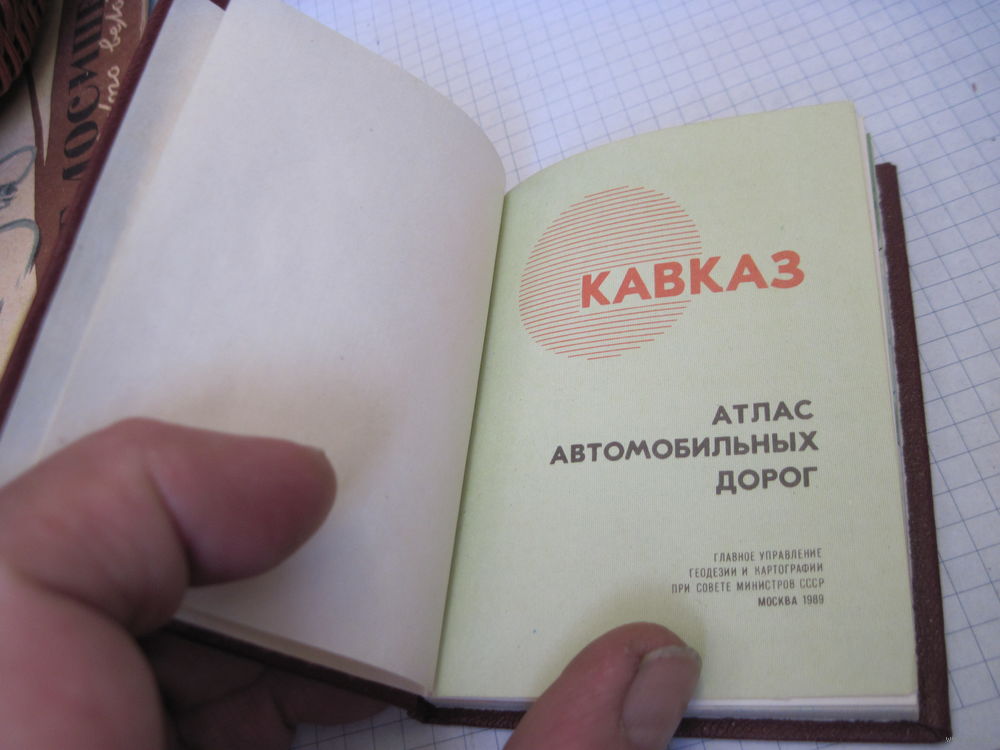 КАВКАЗ
АТЛАС
АВТОМОБИЛЬНЫХ
ДОРОГ
ГЛАВНОЕ УПРАВЛЕНИЕ
ГЕОДЕЗИИ И КАРТОГРАФИИ
ПРИ СОВЕТЕ МИНИСТРОВ СССР
МОСКВА 1989